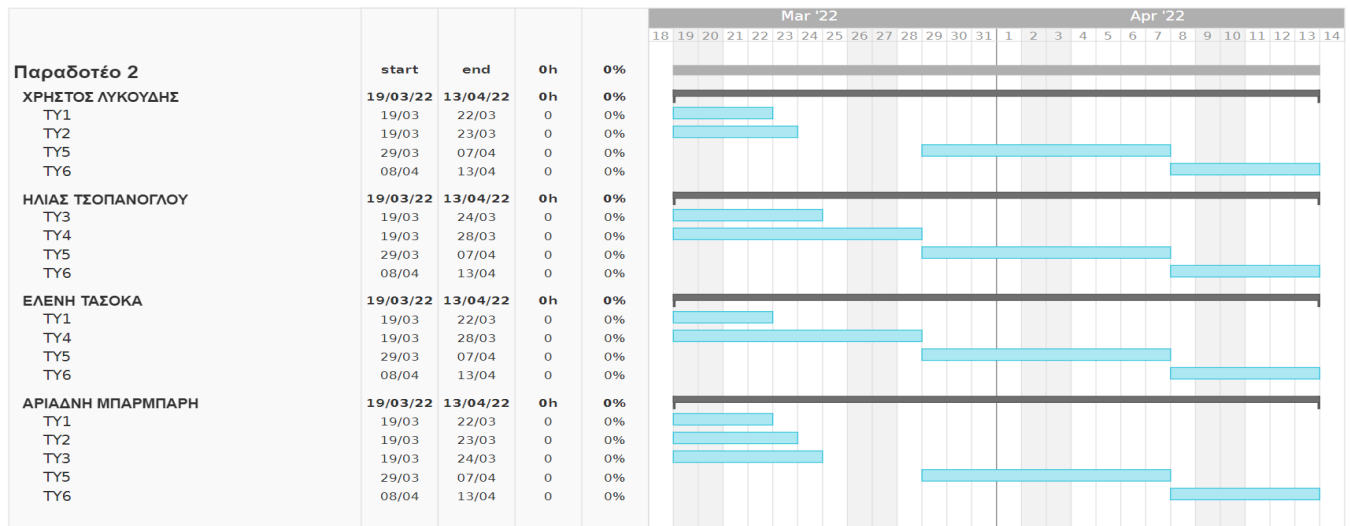 Mar '22 Apr '22
18 19 20 21 22 23 24 25 26 27 28 29 30 31 1 2 3 4 5 6 7 8 9 10 11 12 13 14
Παραδοτέο 2 start end 0h 0%
ΧΡΗΣΤΟΣ ΛΥΚΟΥΔΗΣ 19/03/22 13/04/22 0h 0%
ΤΥ1 19/03 22/03 0 0%
ΤΥ2 19/03 23/03 0 0%
ΤΥ5 29/03 07/04 0 0%
ΤΥ6 08/04 13/04 0 0%
ΗΛΙΑΣ ΤΣΟΠΑΝΟΓΛΟΥ 19/03/22 13/04/22 0h 0%
ΤΥ3 19/03 24/03 0 0%
ΤΥ4 19/03 28/03 0 0%
ΤΥ5 29/03 07/04 0 0%
ΤΥ6 08/04 13/04 0 0%
ΕΛΕΝΗ ΤΑΣΟΚΑ 19/03/22 13/04/22 0h 0%
ΤΥ1 19/03 22/03 0 0%
ΤΥ4 19/03 28/03 0 0%
ΤΥ5 29/03 07/04 0 0%
ΤΥ6 08/04 13/04 0 0%
ΑΡΙΑΔΝΗ ΜΠΑΡΜΠΑΡΗ 19/03/22 13/04/22 0h 0%
ΤΥ1 19/03 22/03 0 0%
ΤΥ2 19/03 23/03 0 0%
ΤΥ3 19/03 24/03 0 0%
ΤΥ5 29/03 07/04 0 0%
ΤΥ6 08/04 13/04 0 0%